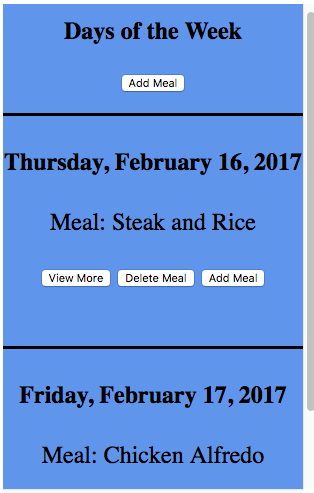 Days of the Week
Add Meal
Thursday, February 16, 2017
Meal: Steak and Rice
View More Delete Meal Add Meal
Friday, February 17, 2017
Meal: Chicken Alfredo